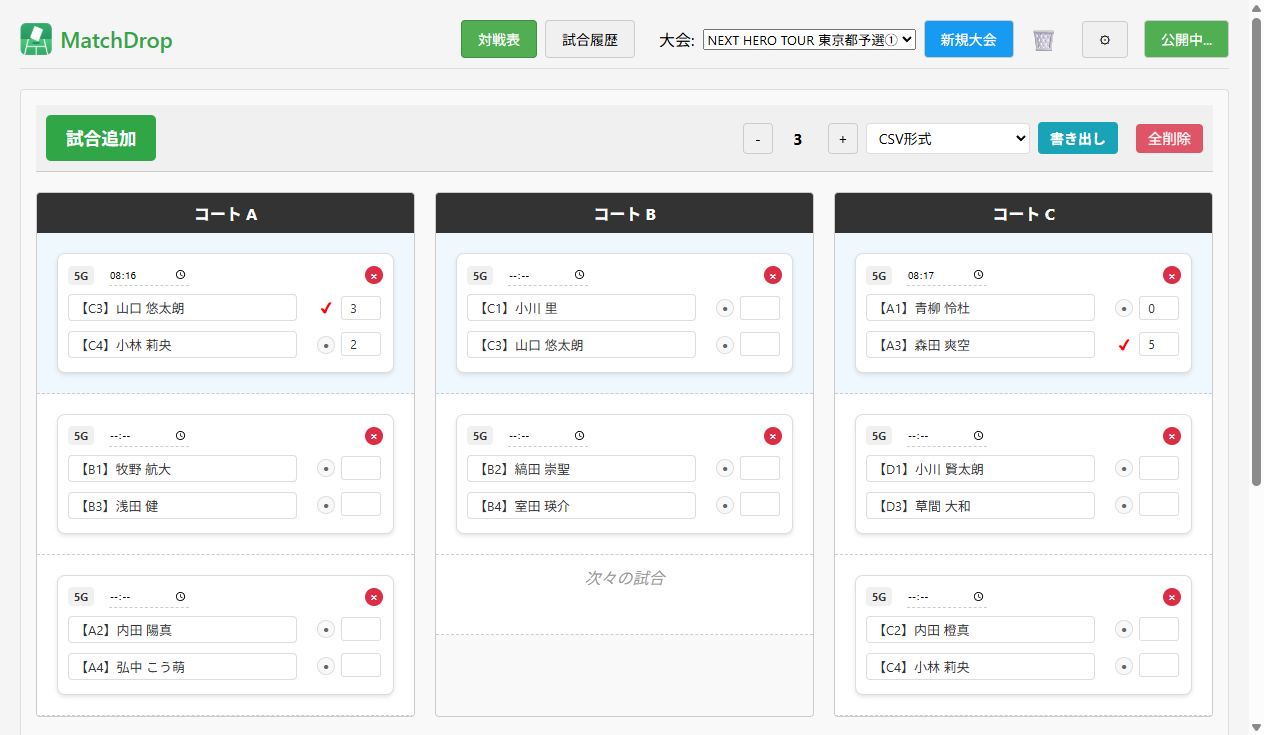 MatchDrop
対戦表
試合履歴
大会:
NEXT HERO TOUR 東京都予選①
新規大会
公開中...
試合追加
-
3
+
CSV形式
書き出し
全削除
コート A
5G
08:16
【C3】山口 悠太朗
3
【C4】小林 莉央
2
5G
--:--
【B1】牧野 航大
【B3】浅田 健
5G
--:--
【A2】内田 陽真
【A4】弘中 こう萌
コート B
5G
--:--
【C1】小川 里
【C3】山口 悠太朗
5G
--:--
【B2】縞田 崇聖
【B4】室田 瑛介
次々の試合
コート C
5G
08:17
【A1】青柳 怜杜
0
【A3】森田 爽空
5
5G
--:--
【D1】小川 賢太朗
【D3】草間 大和
5G
--:--
【C2】内田 橙真
【C4】小林 莉央